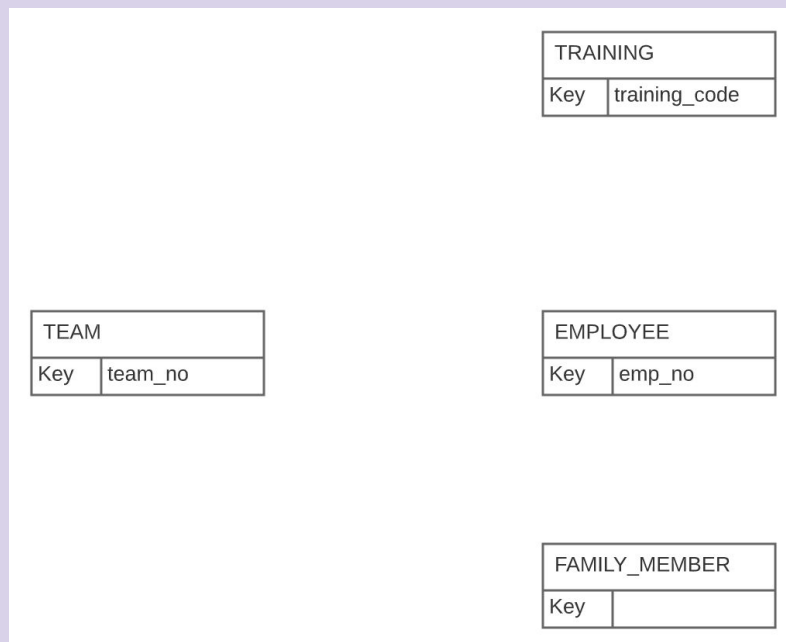 TRAINING
Key training_code
TEAM
Key team_no
EMPLOYEE
Key emp_no
FAMILY_MEMBER
Key